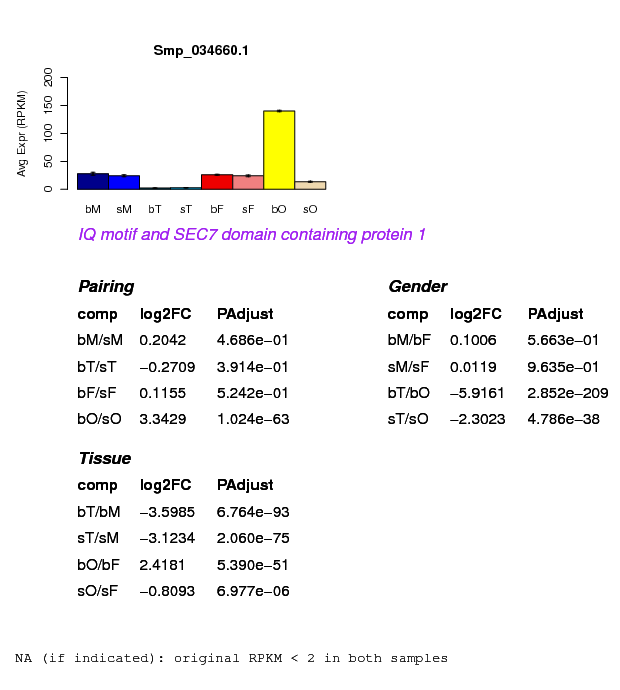 Smp_034660.1
Avg Expr (RPKM)
200
150
100
50
0
bM sM bT sT bF sF bO sO
IQ motif and SEC7 domain containing protein 1
Pairing
comp log2FC PAdjust
bM/sM 0.2042 4.686e−01
bT/sT −0.2709 3.914e−01
bF/sF 0.1155 5.242e−01
bO/sO 3.3429 1.024e−63
Gender
comp log2FC PAdjust
bM/bF 0.1006 5.663e−01
sM/sF 0.0119 9.635e−01
bT/bO −5.9161 2.852e−209
sT/sO −2.3023 4.786e−38
Tissue
comp log2FC PAdjust
bT/bM −3.5985 6.764e−93
sT/sM −3.1234 2.060e−75
bO/bF 2.4181 5.390e−51
sO/sF −0.8093 6.977e−06
NA (if indicated): original RPKM < 2 in both samples